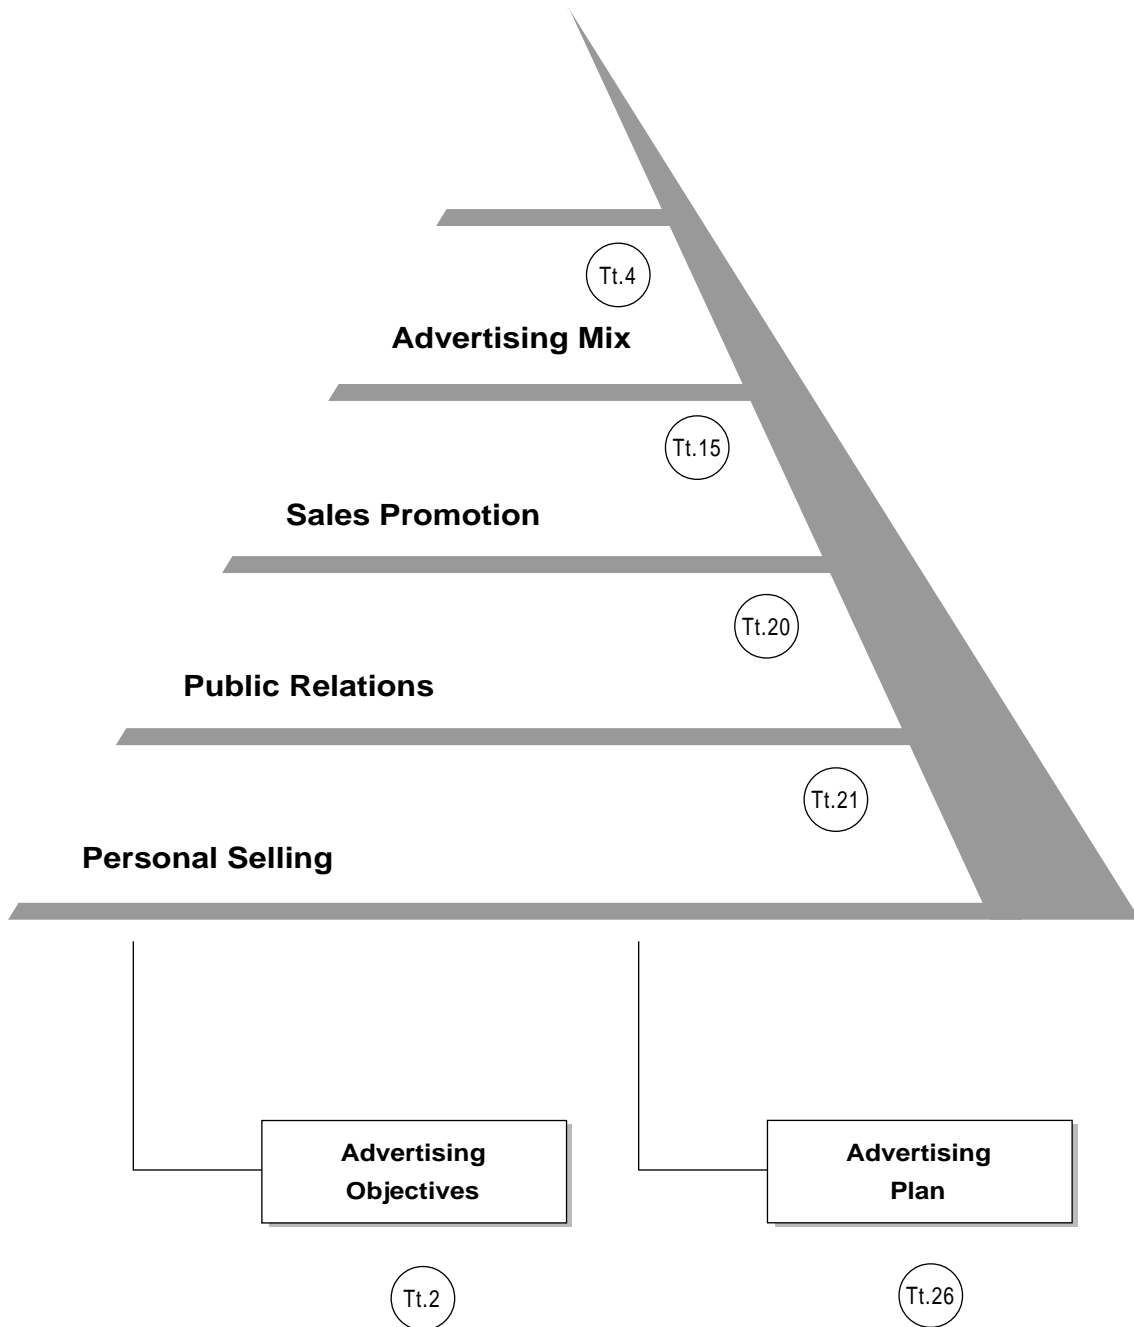 Tt.4
Advertising Mix
Tt.15
Sales Promotion
Tt.20
Public Relations
Tt.21
Personal Selling
Advertising
Objectives
Advertising
Plan
Tt.2
Tt.26